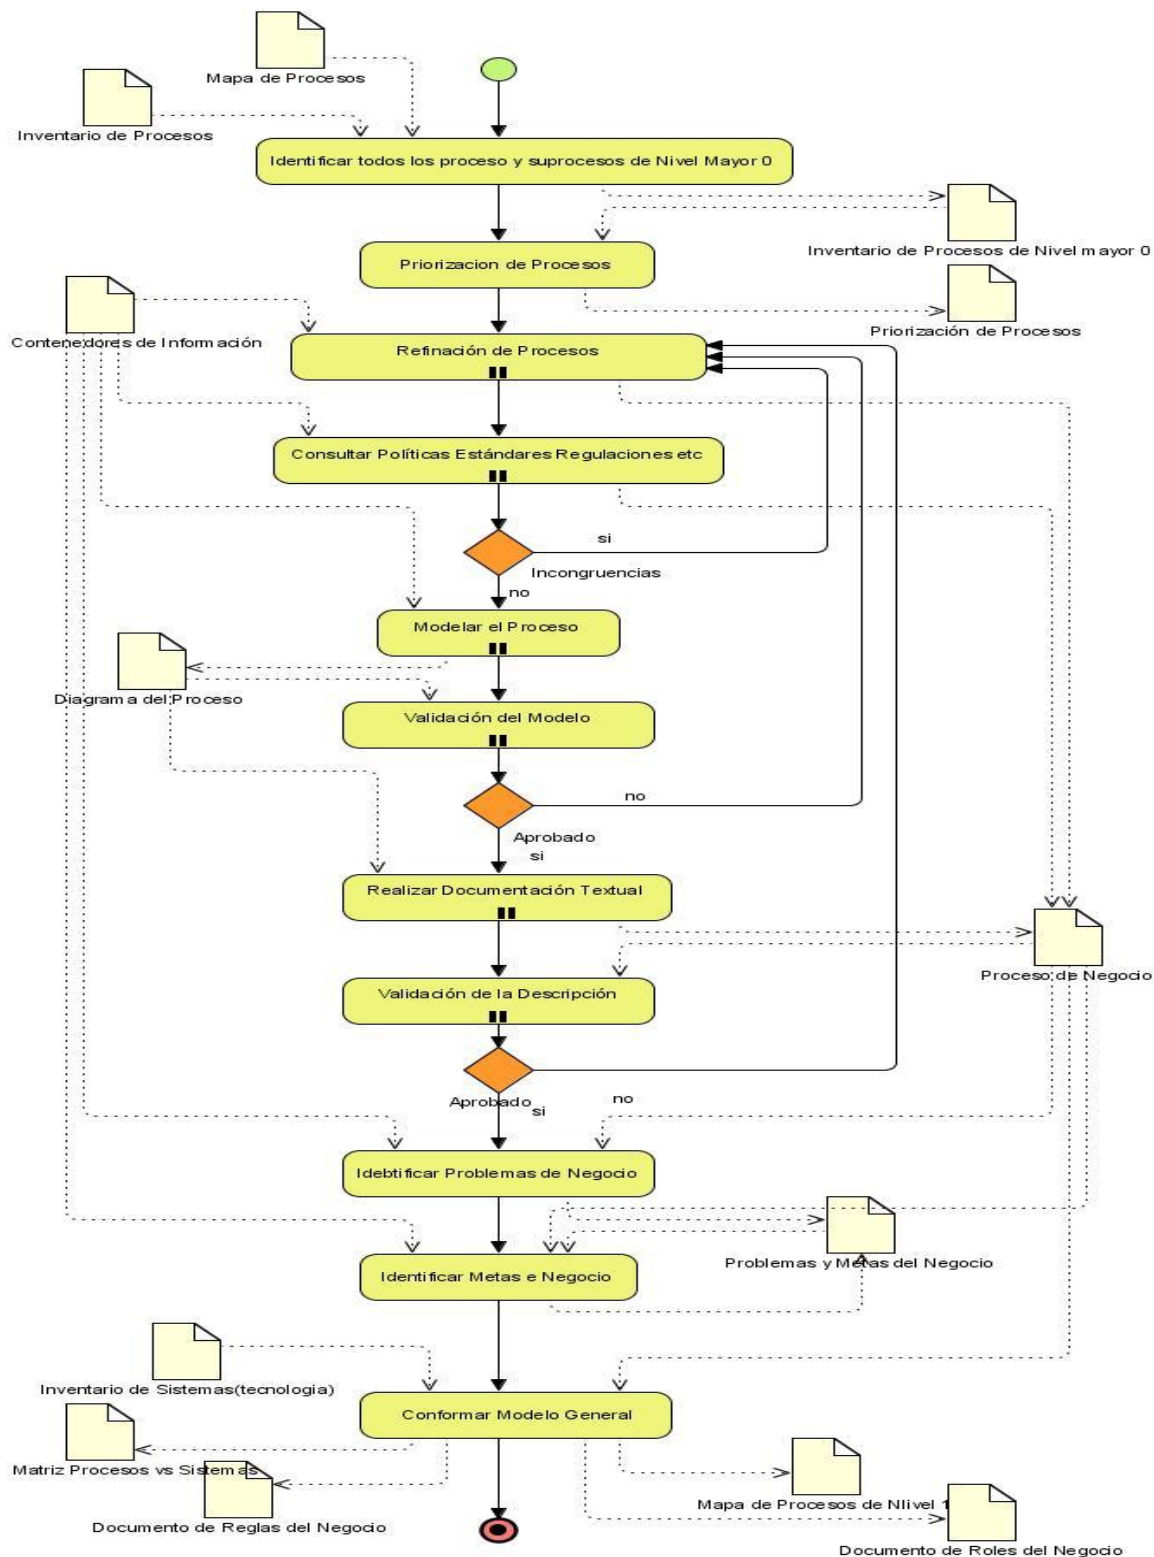 Mapa de Procesos
Inventario de Procesos
Identificar todos los proceso y suprocesos de Nivel Mayor 0
Inventario de Procesos de Nivel mayor 0
Priorizacion de Procesos
Priorización de Procesos
Contenedores de Información
Refinación de Procesos
Consultar Políticas Estándares Regulaciones etc
si
Incongruencias
no
Modelar el Proceso
Diagrama del Proceso
Validación del Modelo
no
Aprobado
si
Realizar Documentación Textual
Proceso de Negocio
Validación de la Descripción
Aprobado
no
si
Idebtificar Problemas de Negocio
Problemas y Metas del Negocio
Identificar Metas e Negocio
Inventario de Sistemas(tecnologia)
Conformar Modelo General
Matriz Procesos vs Sistemas
Mapa de Procesos de NIivel 1
Documento de Reglas del Negocio
Documento de Roles del Negocio